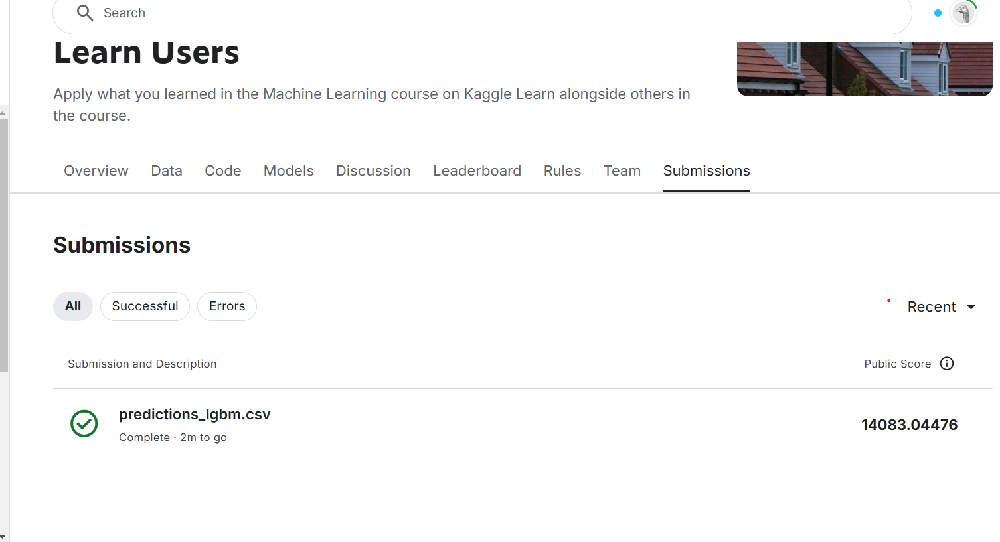 Search
Learn Users
Apply what you learned in the Machine Learning course on Kaggle Learn alongside others in
the course.
Overview Data Code Models Discussion Leaderboard Rules Team Submissions
Submissions
All Successful Errors Recent
Submission and Description Public Score
predictions_lgbm.csv
Complete · 2m to go
14083.04476